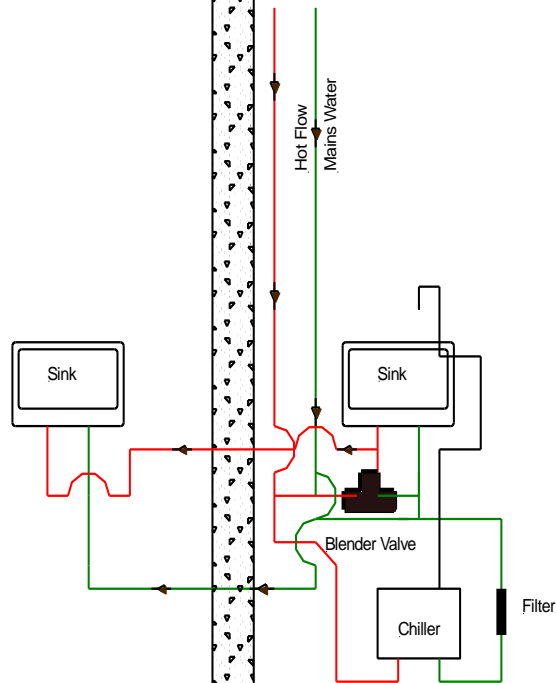 Hot Flow
Mains Water
Sink
Sink
Blender Valve
Filter
Chiller